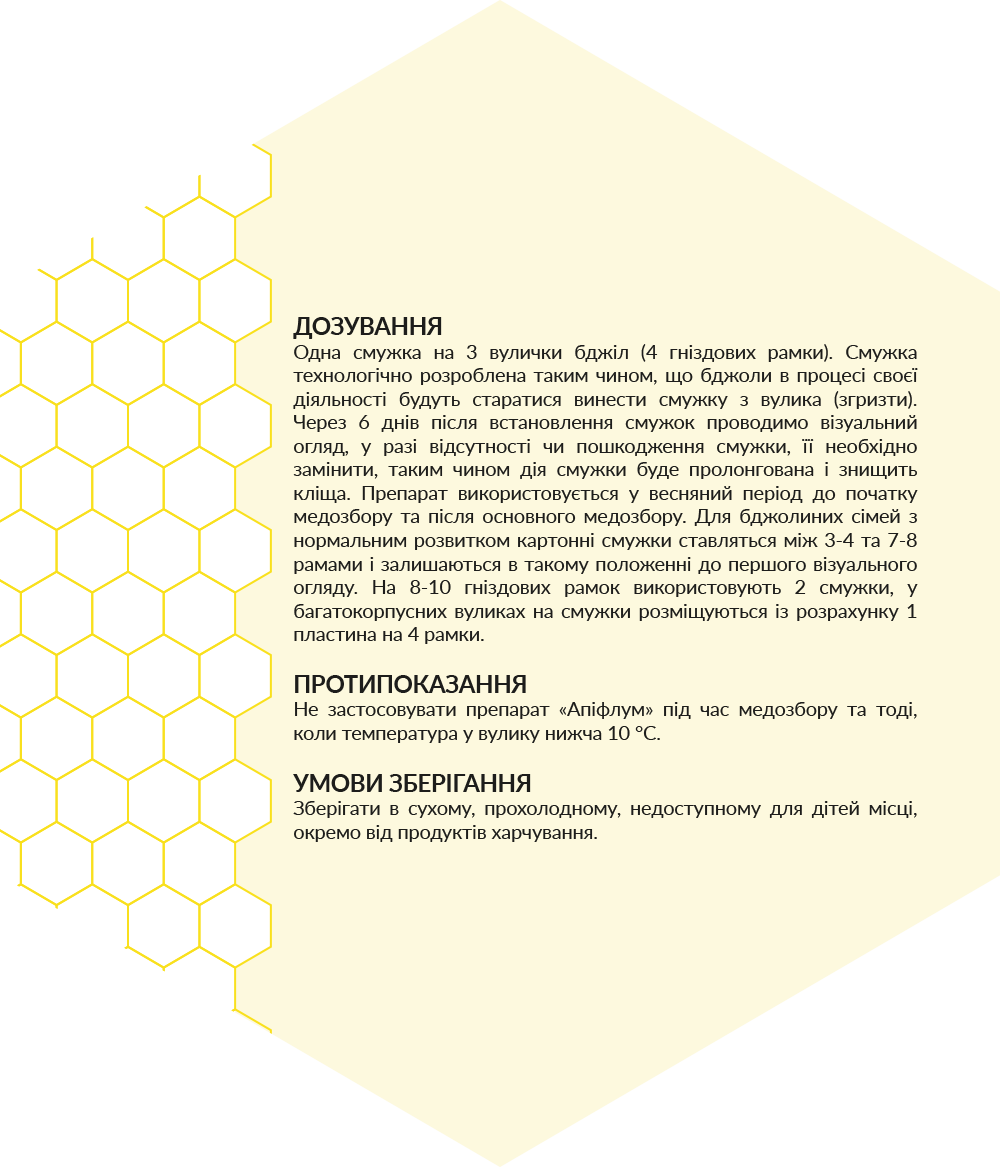 ДОЗУВАННЯ
Одна смужка на 3 вулички бджіл (4 гніздових рамки). Смужка
технологічно розроблена таким чином, що бджоли в процесі своєї
діяльності будуть старатися винести смужку з вулика (згризти).
Через 6 днів після встановлення смужок проводимо візуальний
огляд, у разі відсутності чи пошкодження смужки, її необхідно
замінити, таким чином дія смужки буде пролонгована і знищить
кліща. Препарат використовується у весняний період до початку
медозбору та після основного медозбору. Для бджолиних сімей з
нормальним розвитком картонні смужки ставляться між 3-4 та 7-8
рамами і залишаються в такому положенні до першого візуального
огляду. На 8-10 гніздових рамок використовують 2 смужки, у
багатокорпусних вуликах на смужки розміщуються із розрахунку 1
пластина на 4 рамки.
ПРОТИПОКАЗАННЯ
Не застосовувати препарат «Апіфлум» під час медозбору та тоді,
коли температура у вулику нижча 10 °С.
УМОВИ ЗБЕРІГАННЯ
Зберігати в сухому, прохолодному, недоступному для дітей місці,
окремо від продуктів харчування.